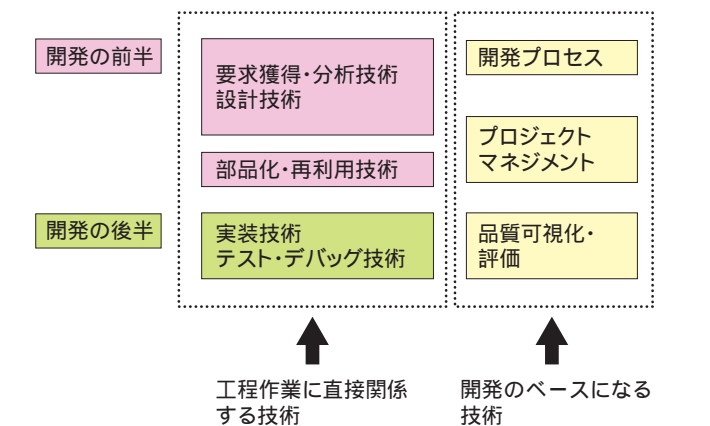 開発の前半
要求獲得・分析技術
設計技術
部品化・再利用技術
開発の後半
実装技術
テスト・デバッグ技術
開発プロセス
プロジェクト
マネジメント
品質可視化・
評価
工程作業に直接関係
する技術
開発のベースになる
技術